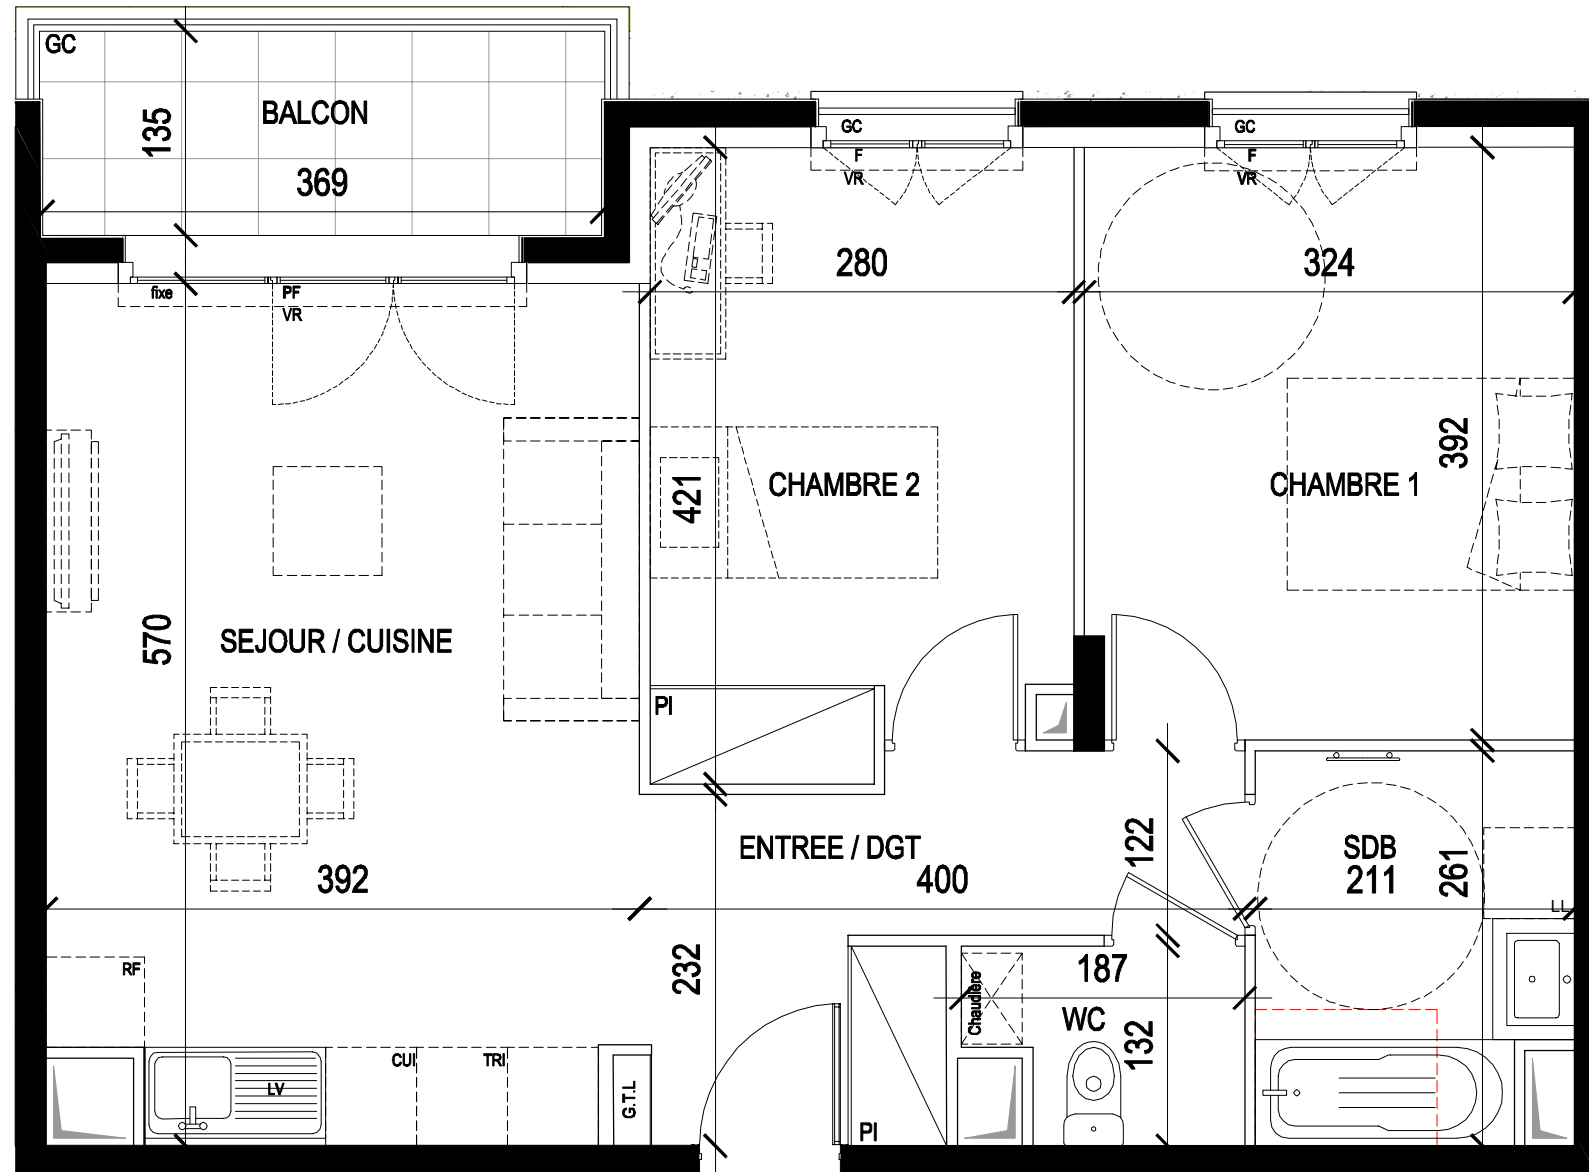 GC
BALCON
135
369
GC
F
VR
GC
F
VR
280
324
fixe
PF
VR
392
421
CHAMBRE 2
CHAMBRE 1
570
SEJOUR / CUISINE
PI
ENTREE / DGT
122
SDB
392
400
211
261
LL
232
RF
187
Chaudière
WC
132
CUI
TRI
LV
G.T.L
PI